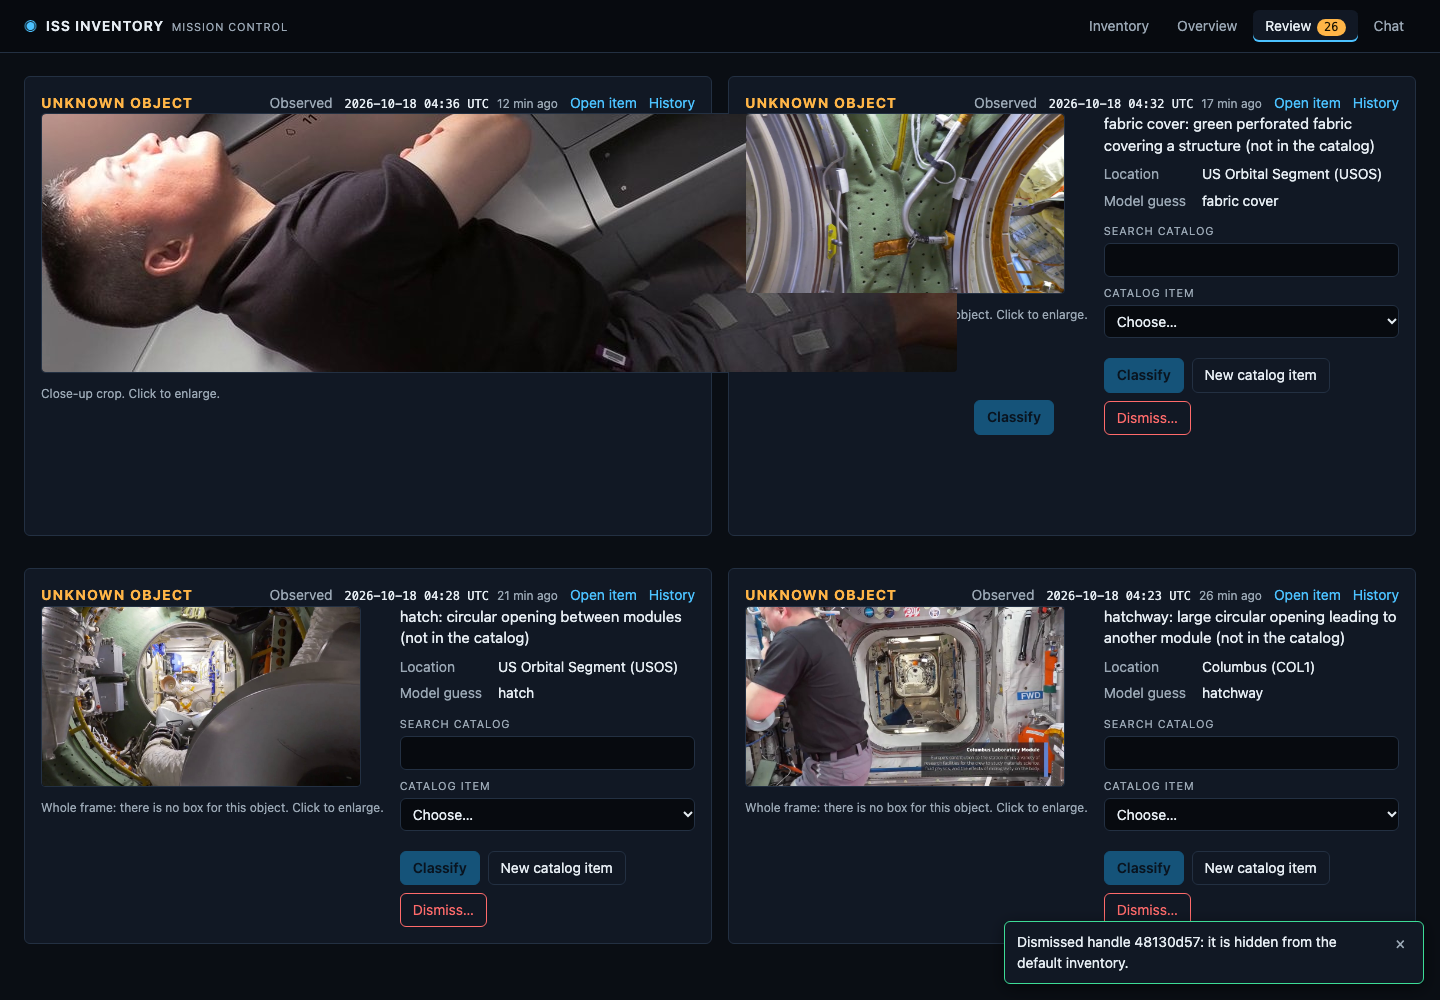 ISS INVENTORY MISSION CONTROL
Inventory
Overview
Review 26
Chat
UNKNOWN OBJECT
Observed 2026-10-18 04:36 UTC 12 min ago Open item History
11
Close-up crop. Click to enlarge.
UNKNOWN OBJECT
Observed 2026-10-18 04:32 UTC 17 min ago Open item History
fabric cover: green perforated fabric
covering a structure (not in the catalog)
Location US Orbital Segment (USOS)
Model guess fabric cover
SEARCH CATALOG
CATALOG ITEM
Choose...
object. Click to enlarge.
Classify New catalog item
Dismiss...
Classify
UNKNOWN OBJECT
Observed 2026-10-18 04:28 UTC 21 min ago Open item History
hatch: circular opening between modules
(not in the catalog)
Location US Orbital Segment (USOS)
Model guess hatch
SEARCH CATALOG
CATALOG ITEM
Choose...
Whole frame: there is no box for this object. Click to enlarge.
Classify New catalog item
Dismiss...
UNKNOWN OBJECT
Observed 2026-10-18 04:23 UTC 26 min ago Open item History
hatchway: large circular opening leading to
another module (not in the catalog)
Location Columbus (COL1)
Model guess hatchway
SEARCH CATALOG
CATALOG ITEM
Choose...
FWD
Columbus Laboratory Module
Whole frame: there is no box for this object. Click to enlarge.
Classify New catalog item
Dismiss...
Dismissed handle 48130d57: it is hidden from the
default inventory.